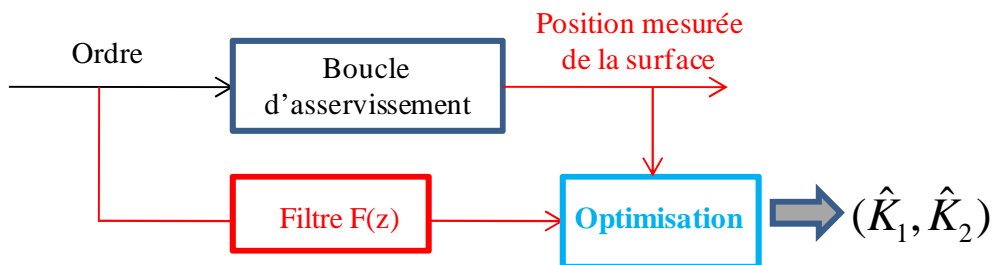 Ordre
Boucle
d'asservissement
Position mesurée
de la surface
Filtre F(z)
Optimisation
(K̂₁, K̂₂)